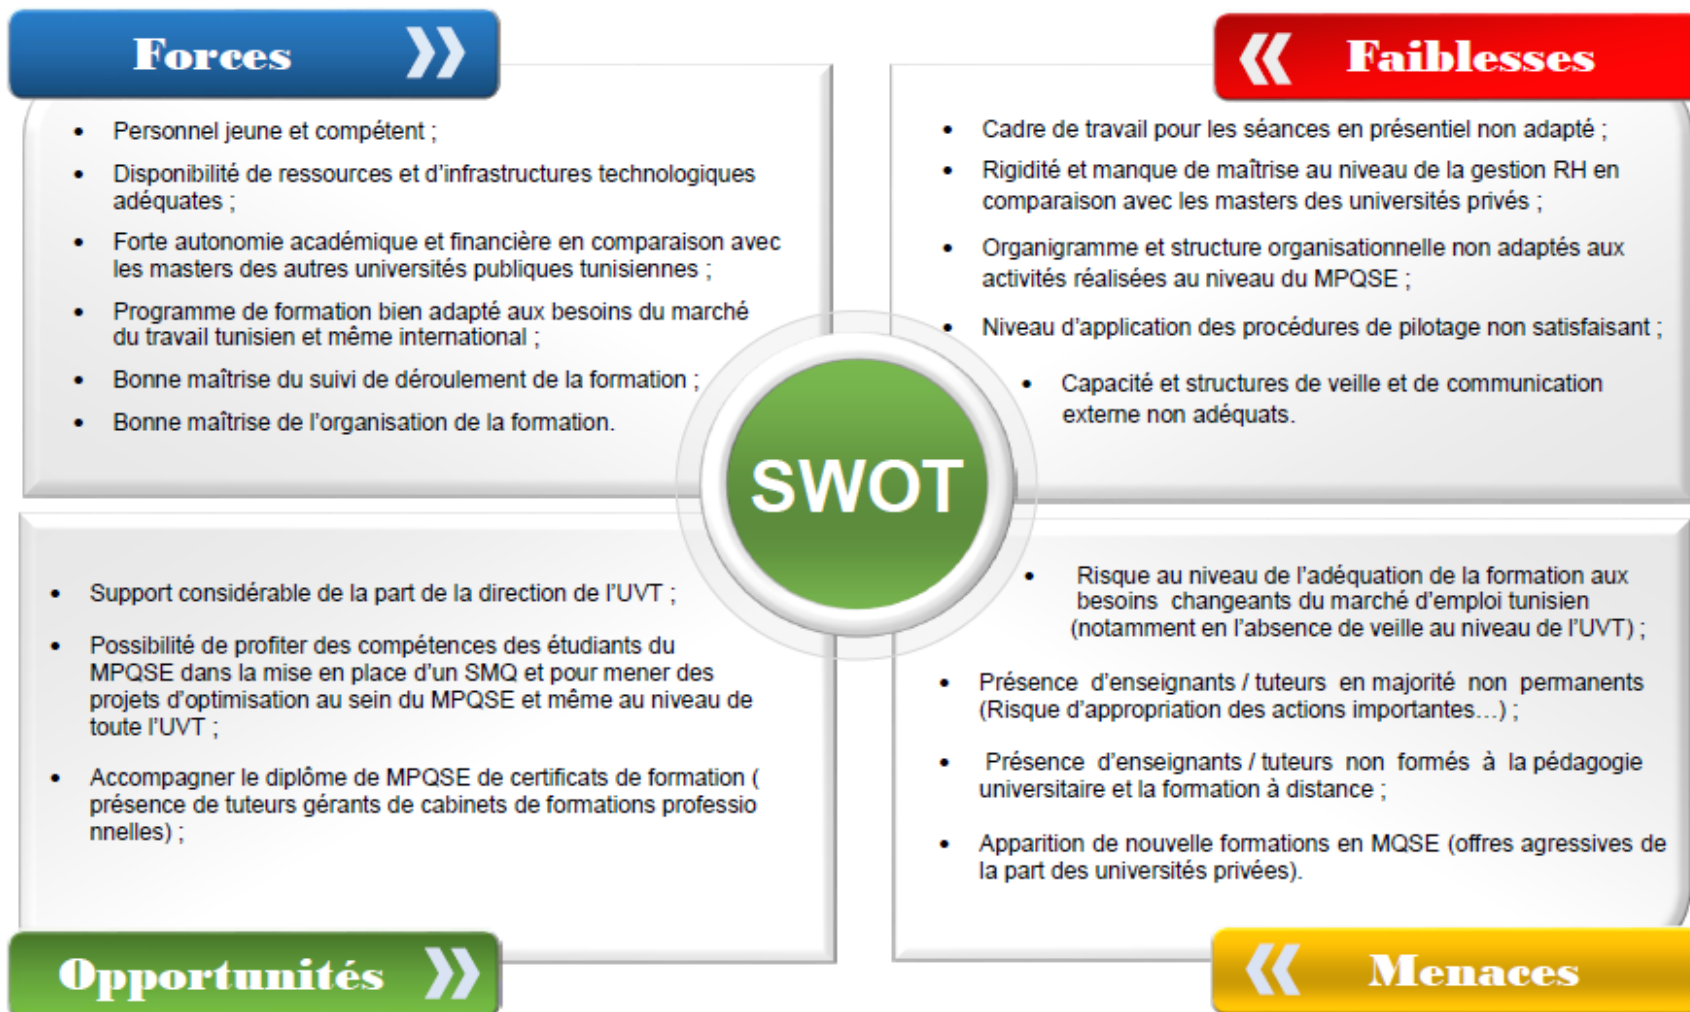 Forces
Personnel jeune et compétent ;
Disponibilité de ressources et d'infrastructures technologiques
adéquates ;
Forte autonomie académique et financière en comparaison avec
les masters des autres universités publiques tunisiennes ;
Programme de formation bien adapté aux besoins du marché
du travail tunisien et même international ;
Bonne maîtrise du suivi de déroulement de la formation ;
Bonne maîtrise de l'organisation de la formation.
Faiblesses
Cadre de travail pour les séances en présentiel non adapté ;
Rigidité et manque de maîtrise au niveau de la gestion RH en
comparaison avec les masters des universités privés ;
Organigramme et structure organisationnelle non adaptés aux
activités réalisées au niveau du MPQSE ;
Niveau d'application des procédures de pilotage non satisfaisant ;
Capacité et structures de veille et de communication
externe non adéquats.
SWOT
Support considérable de la part de la direction de l'UVT ;
Possibilité de profiter des compétences des étudiants du
MPQSE dans la mise en place d'un SMQ et pour mener des
projets d'optimisation au sein du MPQSE et même au niveau de
toute l'UVT ;
Accompagner le diplôme de MPQSE de certificats de formation (
présence de tuteurs gérants de cabinets de formations professio
nnelles) ;
Opportunités
Risque au niveau de l'adéquation de la formation aux
besoins changeants du marché d'emploi tunisien
(notamment en l'absence de veille au niveau de l'UVT) ;
Présence d'enseignants / tuteurs en majorité non permanents
(Risque d'appropriation des actions importantes…) ;
Présence d'enseignants / tuteurs non formés à la pédagogie
universitaire et la formation à distance ;
Apparition de nouvelle formations en MQSE (offres agressives de
la part des universités privées).
Menaces